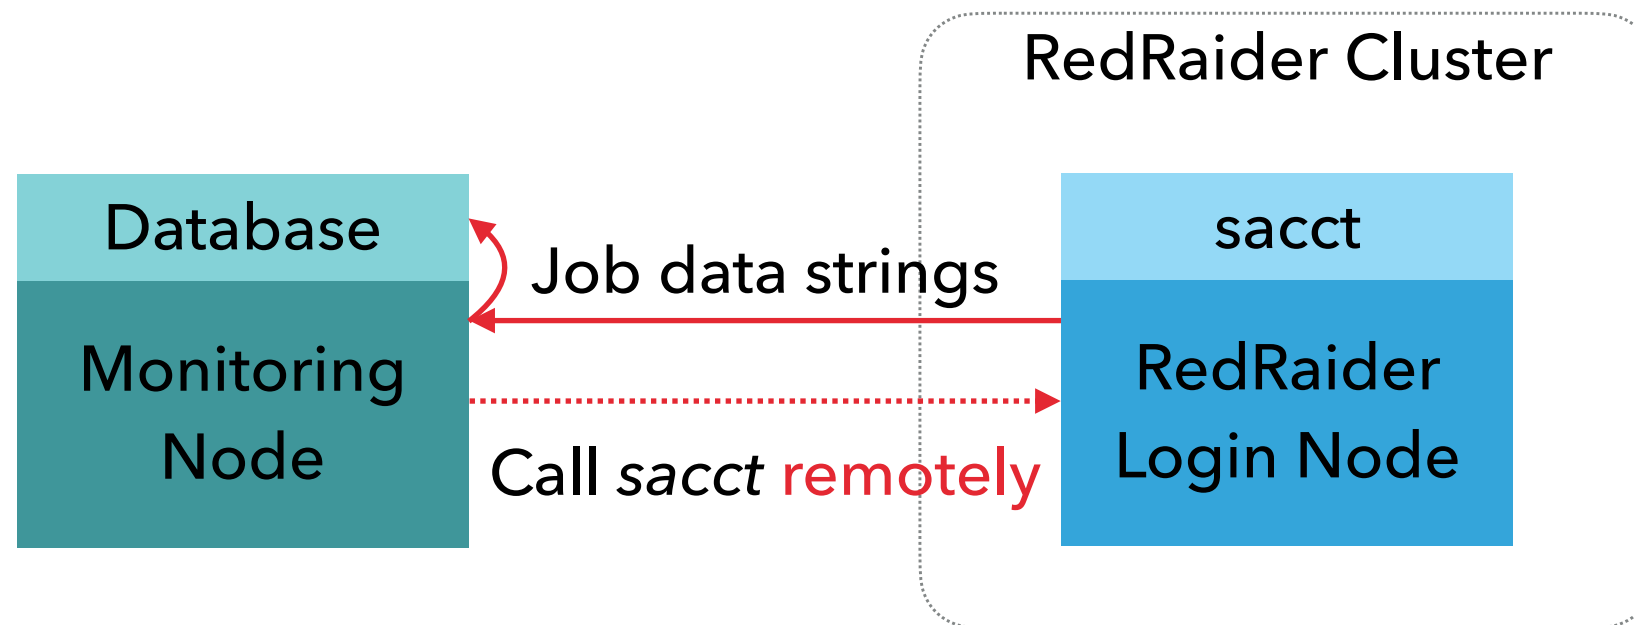 RedRaider Cluster
Database
sacct
Job data strings
Monitoring
Node
RedRaider
Login Node
Call sacct remotely